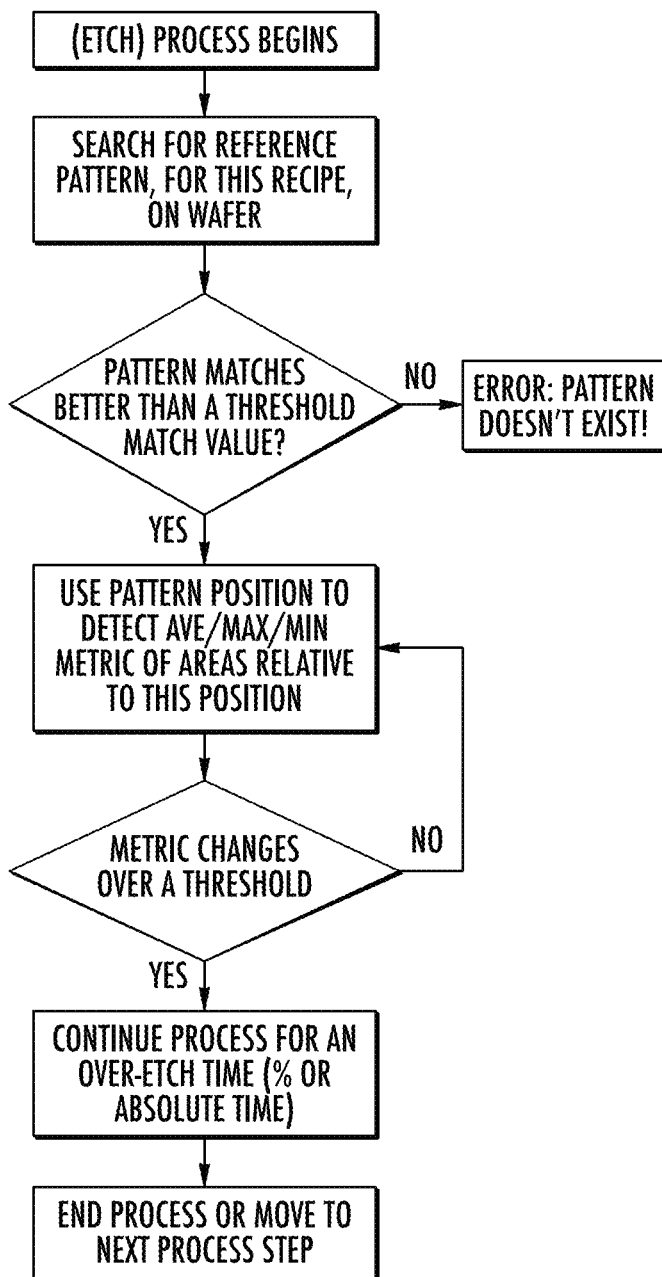 (ETCH) PROCESS BEGINS
SEARCH FOR REFERENCE
PATTERN, FOR THIS RECIPE,
ON WAFER
PATTERN MATCHES
BETTER THAN A THRESHOLD
MATCH VALUE?
NO
ERROR: PATTERN
DOESN'T EXIST!
YES
USE PATTERN POSITION TO
DETECT AVE/MAX/MIN
METRIC OF AREAS RELATIVE
TO THIS POSITION
METRIC CHANGES
OVER A THRESHOLD
NO
YES
CONTINUE PROCESS FOR AN
OVER-ETCH TIME (% OR
ABSOLUTE TIME)
END PROCESS OR MOVE TO
NEXT PROCESS STEP